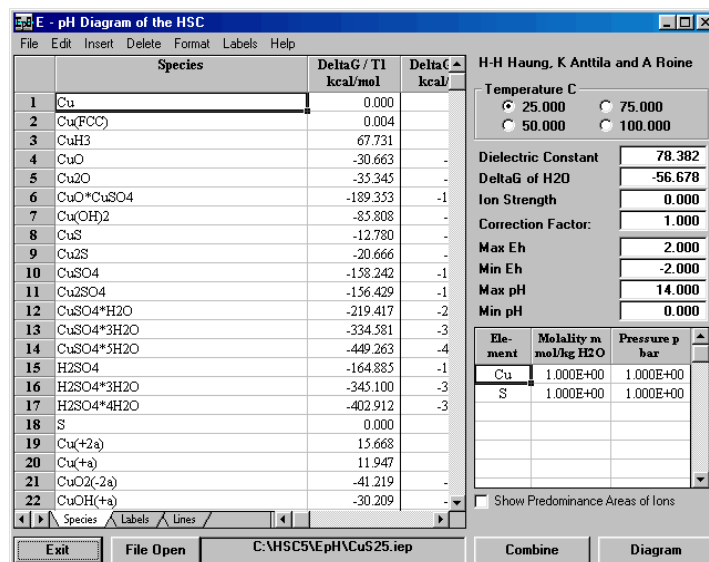 E - pH Diagram of the HSC
File Edit Insert Delete Format Labels Help
Species DeltaG / T1 kcal/mol DeltaG kcal/
1 Cu 0.000
2 Cu(FCC) 0.004
3 CuH3 67.731
4 CuO -30.663 -
5 Cu2O -35.345 -
6 CuO*CuSO4 -189.353 -1
7 Cu(OH)2 -85.808 -
8 CuS -12.780 -
9 Cu2S -20.666 -
10 CuSO4 -158.242 -1
11 Cu2SO4 -156.429 -1
12 CuSO4*H2O -219.417 -2
13 CuSO4*3H2O -334.581 -3
14 CuSO4*5H2O -449.263 -4
15 H2SO4 -164.885 -1
16 H2SO4*3H2O -345.100 -3
17 H2SO4*4H2O -402.912 -3
18 S 0.000
19 Cu(+2a) 15.668
20 Cu(+a) 11.947
21 CuO2(-2a) -41.219 -
22 CuOH(+a) -30.209 -
Species Labels Lines
H-H Haung, K Anttila and A Roine
Temperature C
25.000 75.000
50.000 100.000
Dielectric Constant 78.382
DeltaG of H2O -56.678
Ion Strength 0.000
Correction Factor: 1.000
Max Eh 2.000
Min Eh -2.000
Max pH 14.000
Min pH 0.000
Ele- Molality m Pressure p
ment mol/kg H2O bar
Cu 1.000E+00 1.000E+00
S 1.000E+00 1.000E+00
Show Predominance Areas of Ions
Exit File Open C:\HSC5\EpH\CuS25.iep Combine Diagram